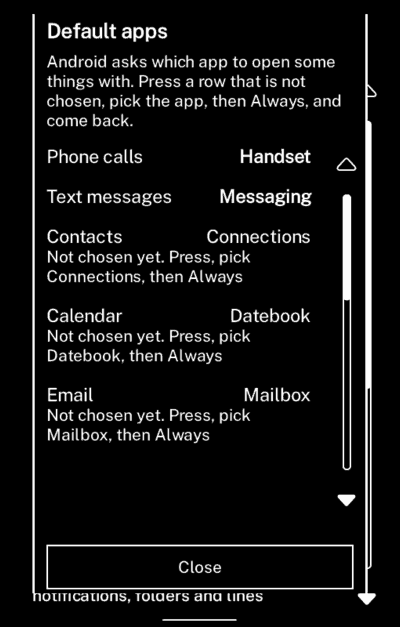 Default apps
Android asks which app to open some
things with. Press a row that is not
chosen, pick the app, then Always, and
come back.
Phone calls Handset
Text messages Messaging
Contacts Connections
Not chosen yet. Press, pick
Connections, then Always
Calendar Datebook
Not chosen yet. Press, pick
Datebook, then Always
Email Mailbox
Not chosen yet. Press, pick
Mailbox, then Always
Close
notifications, folders and tiles